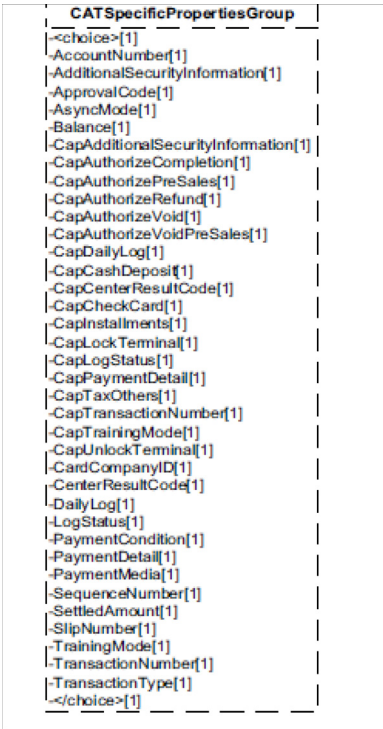 CATSpecificPropertiesGroup
-<choice>[1]
-AccountNumber[1]
-AdditionalSecurityInformation[1]
-ApprovalCode[1]
-AsyncMode[1]
-Balance[1]
-CapAdditionalSecurityInformation[1]
-CapAuthorizeCompletion[1]
-CapAuthorizePreSales[1]
-CapAuthorizeRefund[1]
-CapAuthorizeVoid[1]
-CapAuthorizeVoidPreSales[1]
-CapDailyLog[1]
-CapCashDeposit[1]
-CapCenterResultCode[1]
-CapCheckCard[1]
-CapInstallments[1]
-CapLockTerminal[1]
-CapLogStatus[1]
-CapPaymentDetail[1]
-CapTaxOthers[1]
-CapTransactionNumber[1]
-CapTrainingMode[1]
-CapUnlockTerminal[1]
-CardCompanyID[1]
-CenterResultCode[1]
-DailyLog[1]
-LogStatus[1]
-PaymentCondition[1]
-PaymentDetail[1]
-PaymentMedia[1]
-SequenceNumber[1]
-SettledAmount[1]
-SlipNumber[1]
-TrainingMode[1]
-TransactionNumber[1]
-TransactionType[1]
-</choice>[1]